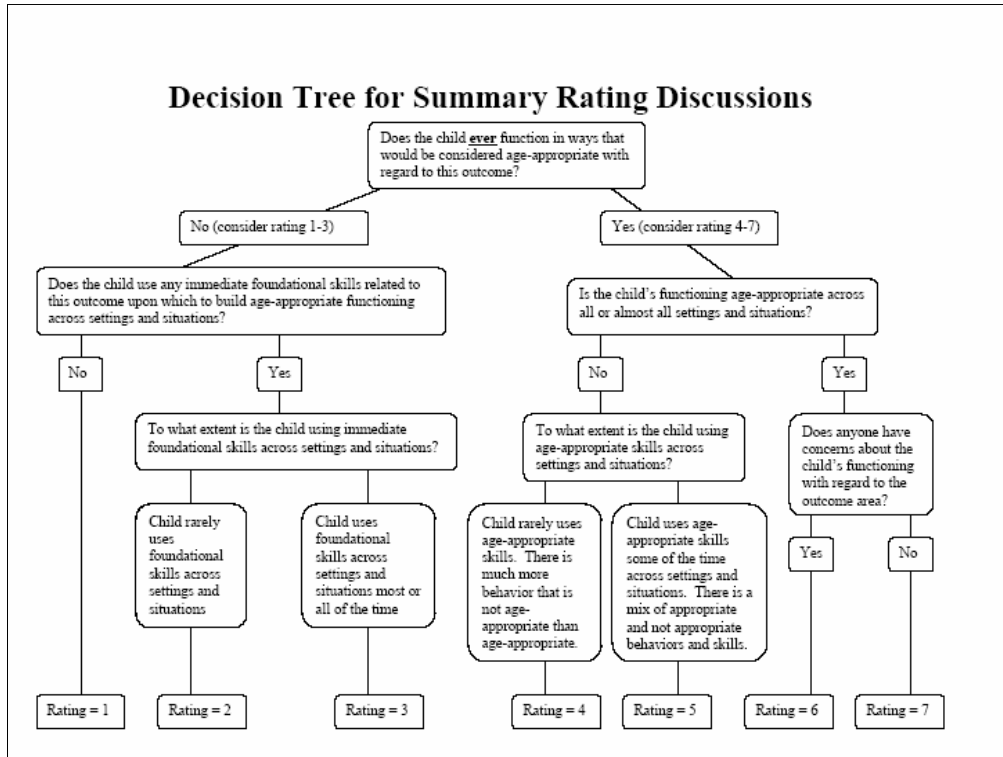 Decision Tree for Summary Rating Discussions
Does the child ever function in ways that
would be considered age-appropriate with
regard to this outcome?
No (consider rating 1-3)
Yes (consider rating 4-7)
Does the child use any immediate foundational skills related to
this outcome upon which to build age-appropriate functioning
across settings and situations?
Is the child's functioning age-appropriate across
all or almost all settings and situations?
No
Yes
No
Yes
To what extent is the child using immediate
foundational skills across settings and situations?
To what extent is the child using
age-appropriate skills across
settings and situations?
Does anyone have
concerns about the
child's functioning
with regard to the
outcome area?
Child rarely
uses
foundational
skills across
settings and
situations
Child uses
foundational
skills across
settings and
situations most or
all of the time
Child rarely uses
age-appropriate
skills. There is
much more
behavior that is
not age-
appropriate than
age-appropriate.
Child uses age-
appropriate skills
some of the time
across settings and
situations. There is a
mix of appropriate
and not appropriate
behaviors and skills.
Yes
No
Rating = 1
Rating = 2
Rating = 3
Rating = 4
Rating = 5
Rating = 6
Rating = 7